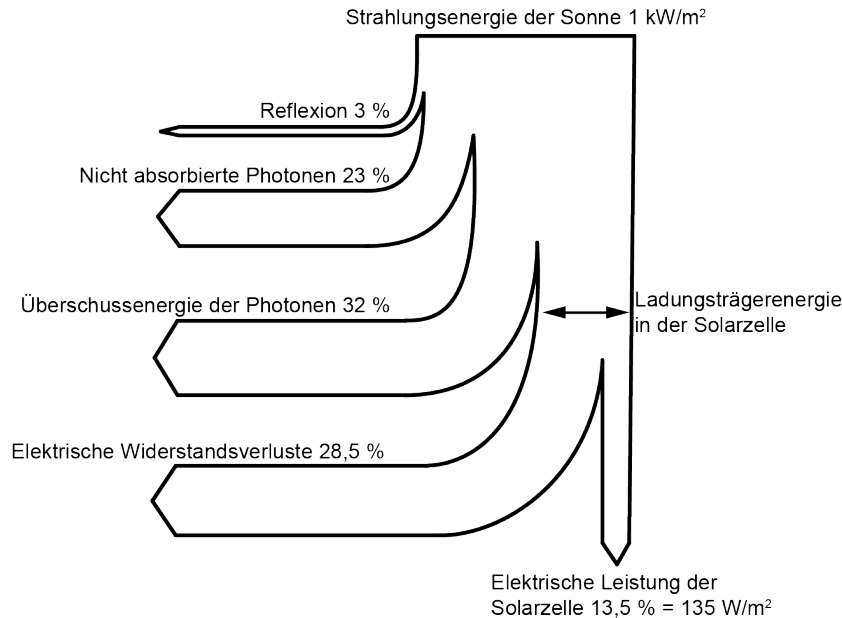 Strahlungsenergie der Sonne 1 kW/m²
Reflexion 3 %
Nicht absorbierte Photonen 23 %
Überschussenergie der Photonen 32 %
Ladungsträgerenergie
in der Solarzelle
Elektrische Widerstandsverluste 28,5 %
Elektrische Leistung der
Solarzelle 13,5 % = 135 W/m²